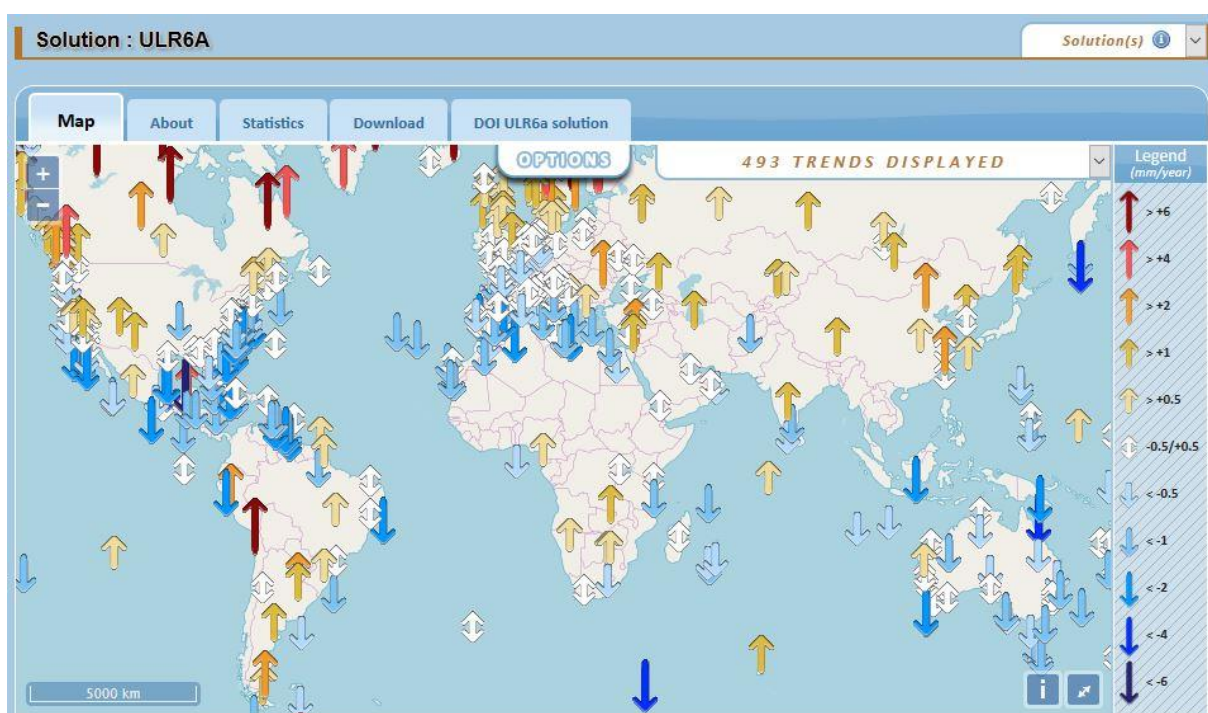 Solution : ULR6A
Solution(s)
Map
About
Statistics
Download
DOI ULR6a solution
OPTIONS
493 TRENDS DISPLAYED
Legend
(mm/year)
+
−
> +6
> +4
> +2
> +1
> +0.5
-0.5/+0.5
< -0.5
< -1
< -2
< -4
< -6
5000 km
i